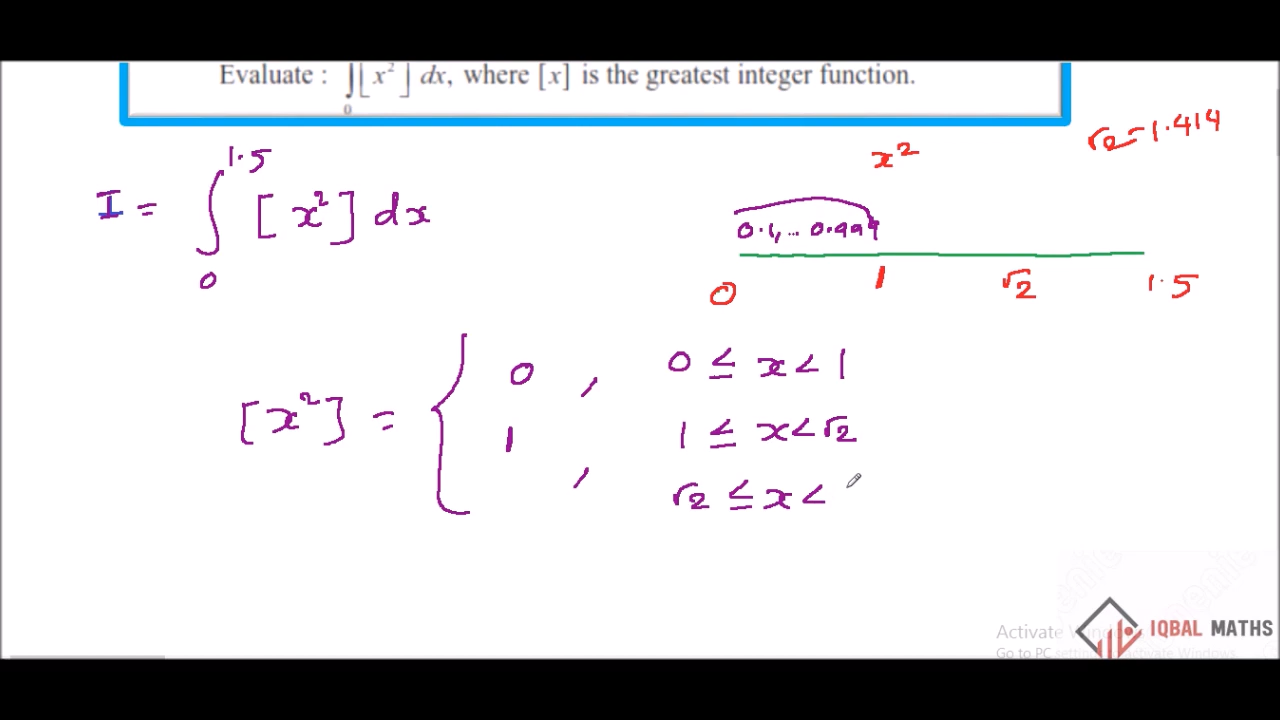 Evaluate : ∫₀ [x²] dx, where [x] is the greatest integer function.
√2 = 1.414
x²
I = ∫₀^1.5 [x²] dx
0.1, ... 0.999
0 1 √2 1.5
[x²] = {
0 , 0 ≤ x < 1
1 , 1 ≤ x < √2
√2 ≤ x <
Activate Windows
Go to PC settings to activate Windows.
IQBAL MATHS